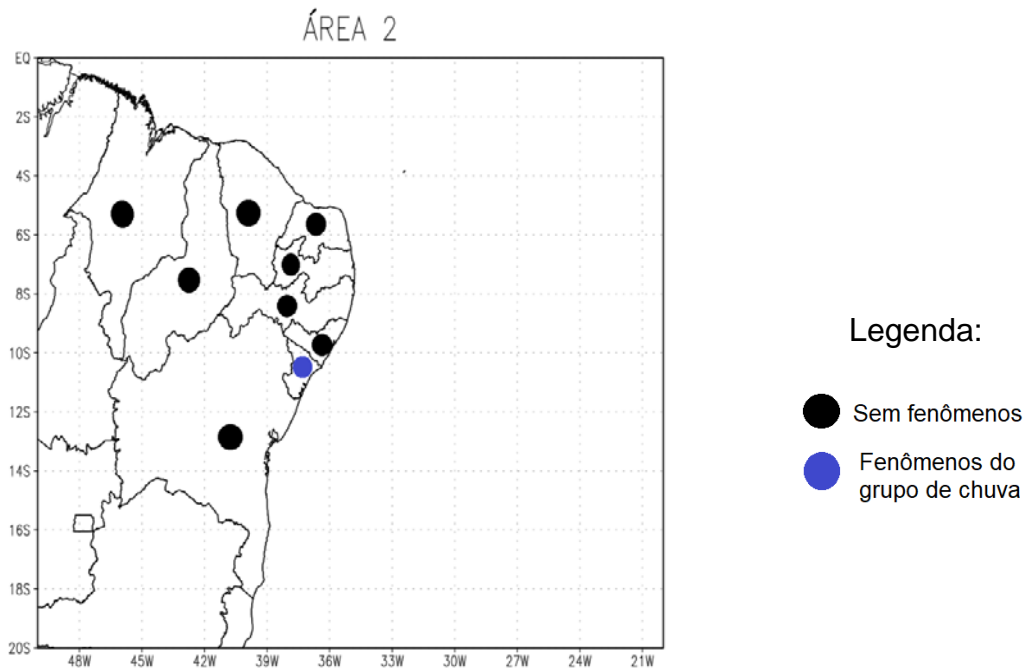 ÁREA 2
EQ
2S
4S
6S
8S
10S
12S
14S
16S
18S
20S
48W 45W 42W 39W 36W 33W 30W 27W 24W 21W
Legenda:
Sem fenômenos
Fenômenos do
grupo de chuva